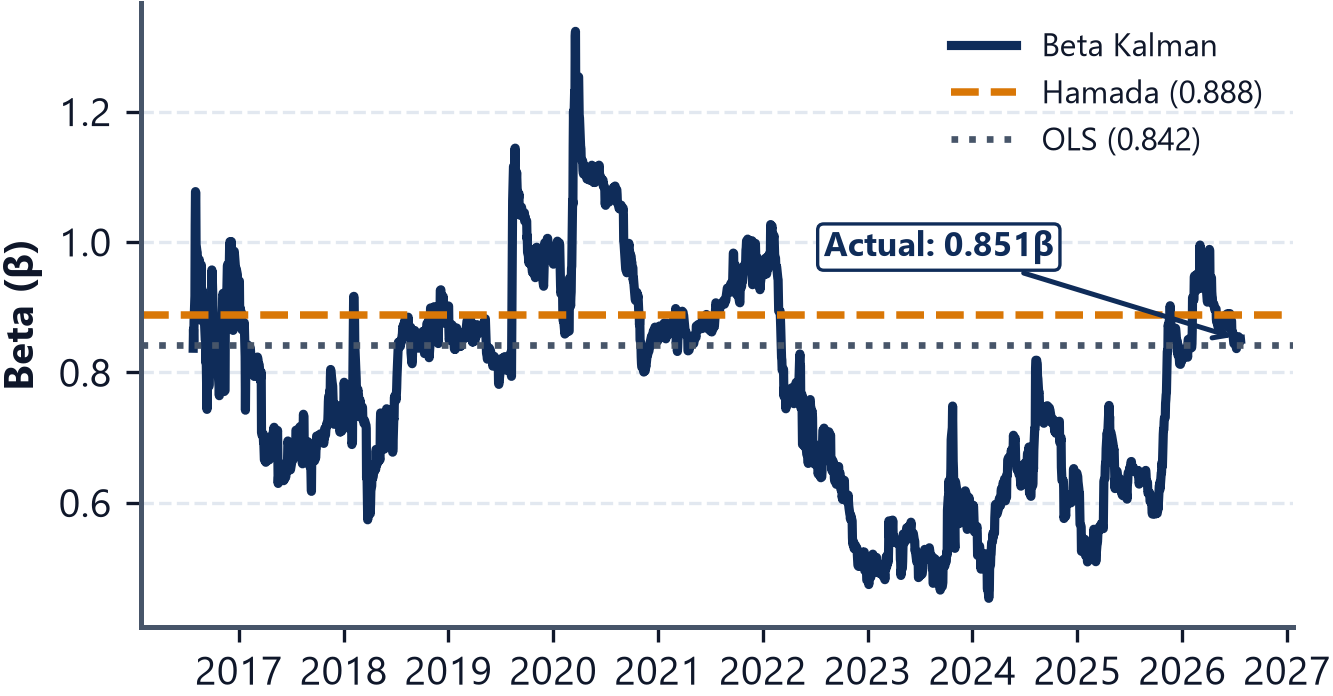 Beta Kalman
Hamada (0.888)
OLS (0.842)
Actual: 0.851β
Beta (β)
1.2
1.0
0.8
0.6
2017 2018 2019 2020 2021 2022 2023 2024 2025 2026 2027